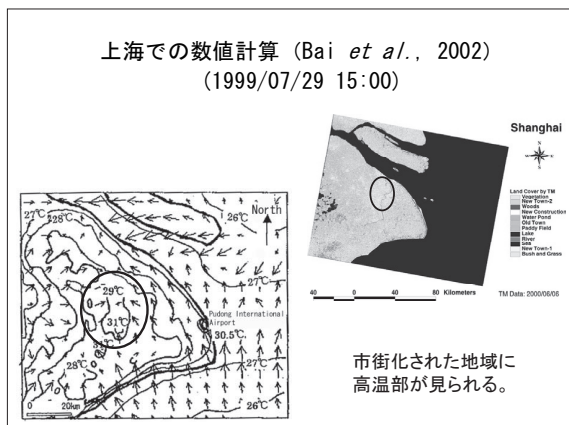 上海での数値計算 (Bai et al., 2002)
(1999/07/29 15:00)
Shanghai
N
Land Cover by TM
Vegetation
New Town-2
Woods
New Construction
Water Pond
Old Town
Paddy Field
Lake
River
Sea
New Town-1
Bush and Grass
40 0 40 80 Kilometers
TM Data: 2000/06/06
27℃
28℃
26℃
North
27℃
29℃
31℃
Pudong International
Airport
30.5℃
28℃
27℃
26℃
0 20km
市街化された地域に
高温部が見られる。